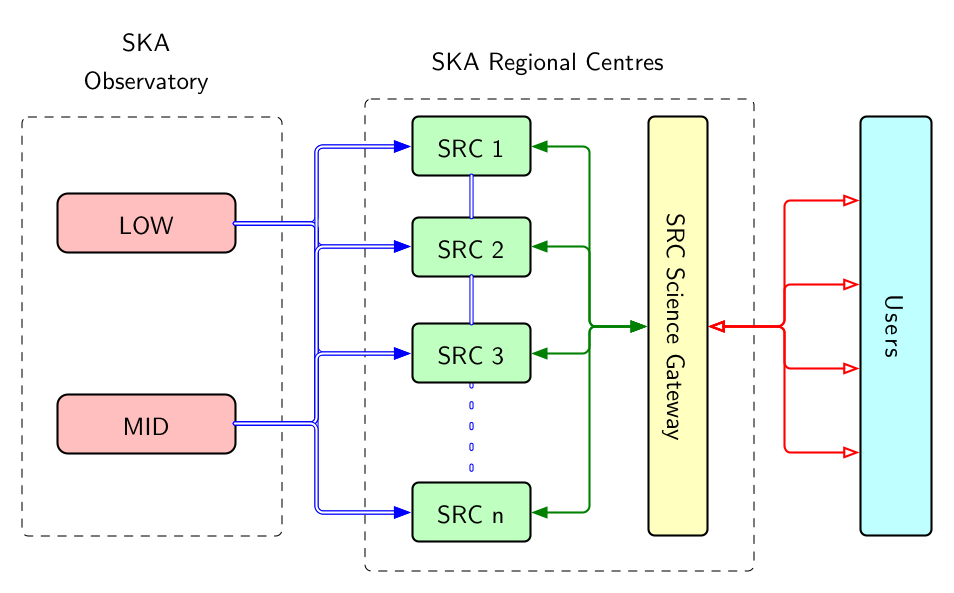 SKA
Observatory
SKA Regional Centres
LOW
MID
SRC 1
SRC 2
SRC 3
SRC n
SRC Science Gateway
Users